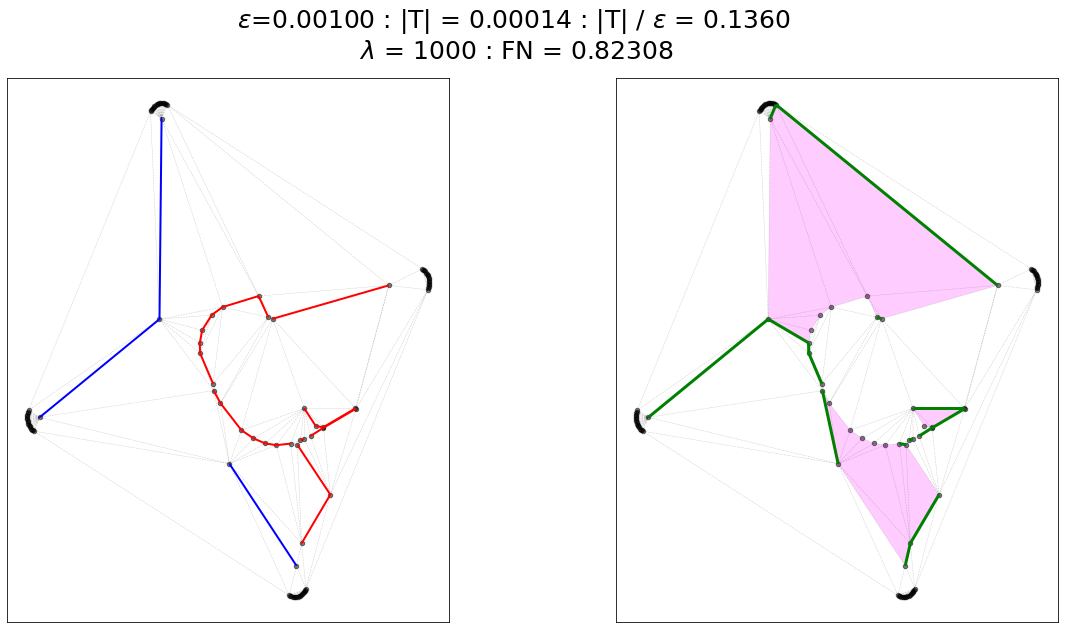 ε=0.00100 : |T| = 0.00014 : |T| / ε = 0.1360
λ = 1000 : FN = 0.82308